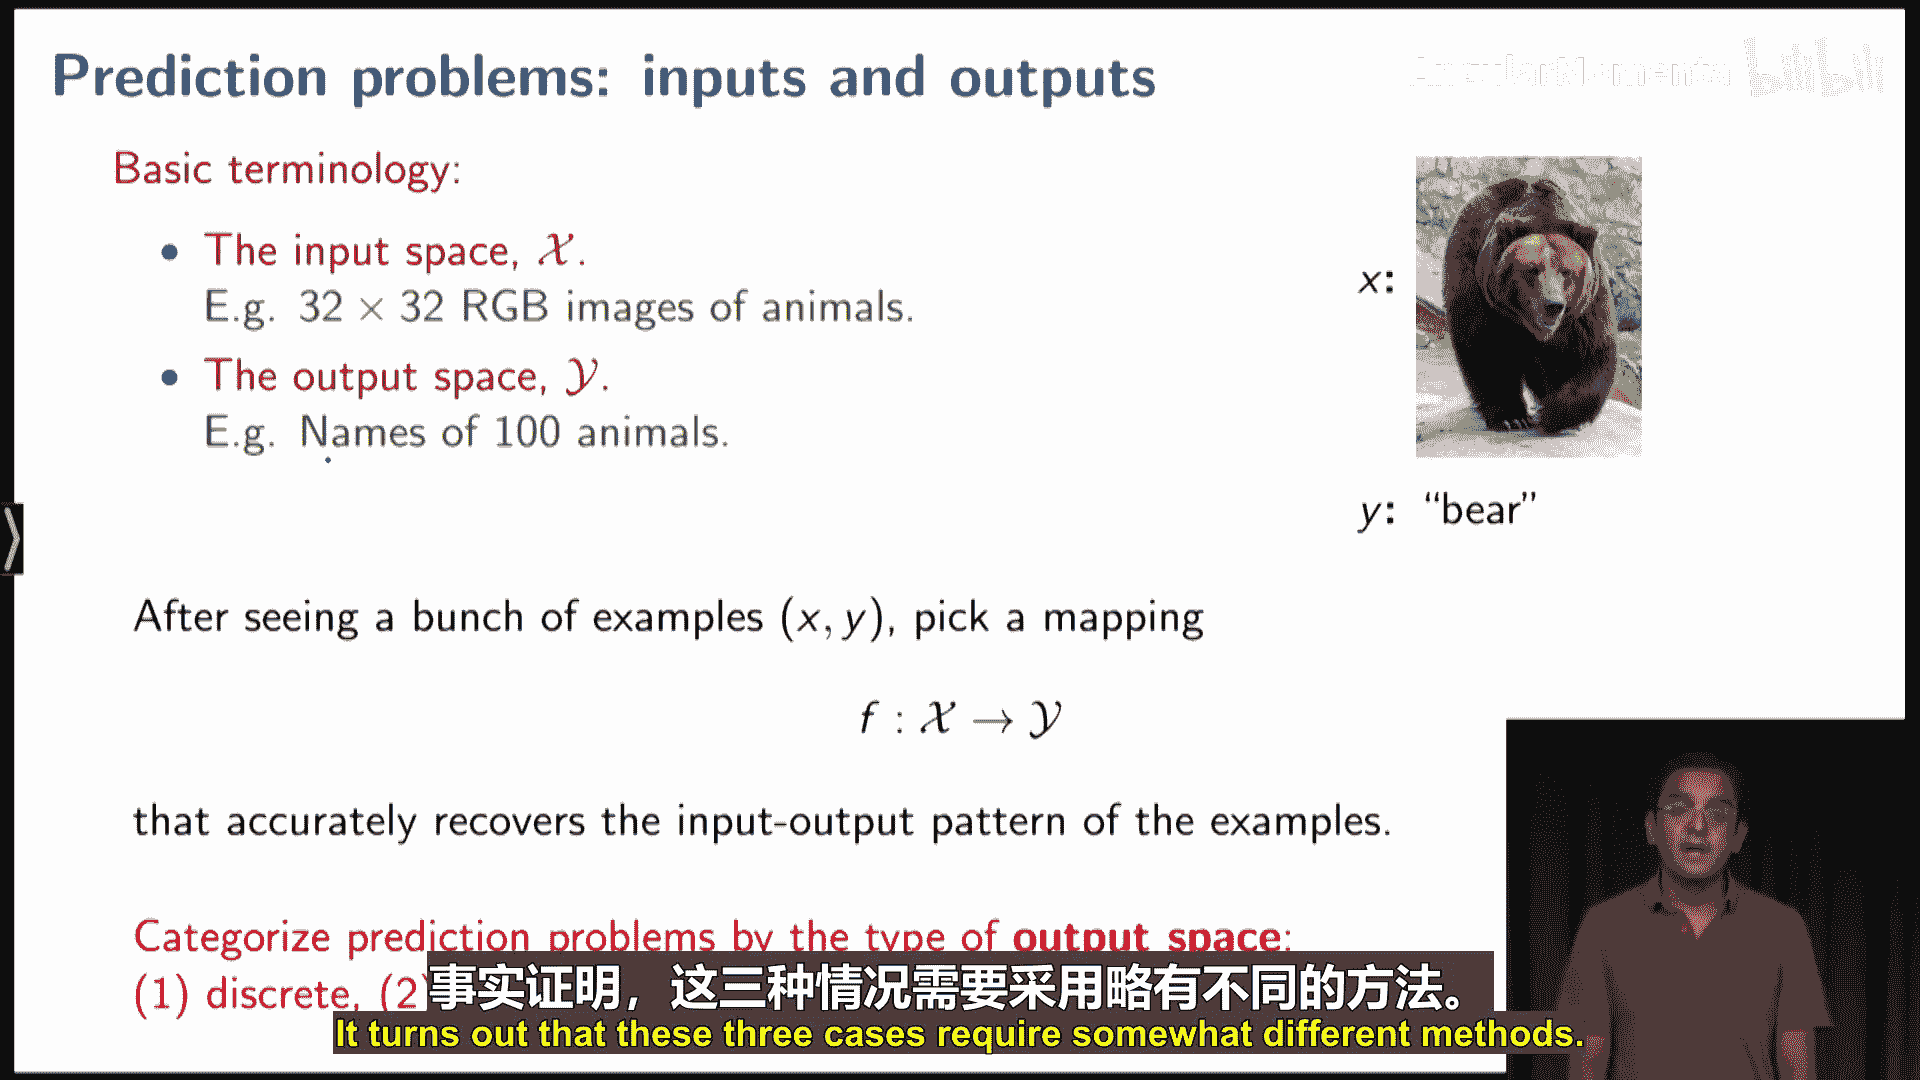 Prediction problems: inputs and outputs
bilibili
Basic terminology:
• The input space, 𝒳.
E.g. 32 × 32 RGB images of animals.
• The output space, 𝒴.
E.g. Names of 100 animals.
x:
y: “bear”
After seeing a bunch of examples (x, y), pick a mapping
f : 𝒳 → 𝒴
that accurately recovers the input-output pattern of the examples.
Categorize prediction problems by the type of output space:
(1) discrete, (2)
事实证明，这三种情况需要采用略有不同的方法。
It turns out that these three cases require somewhat different methods.